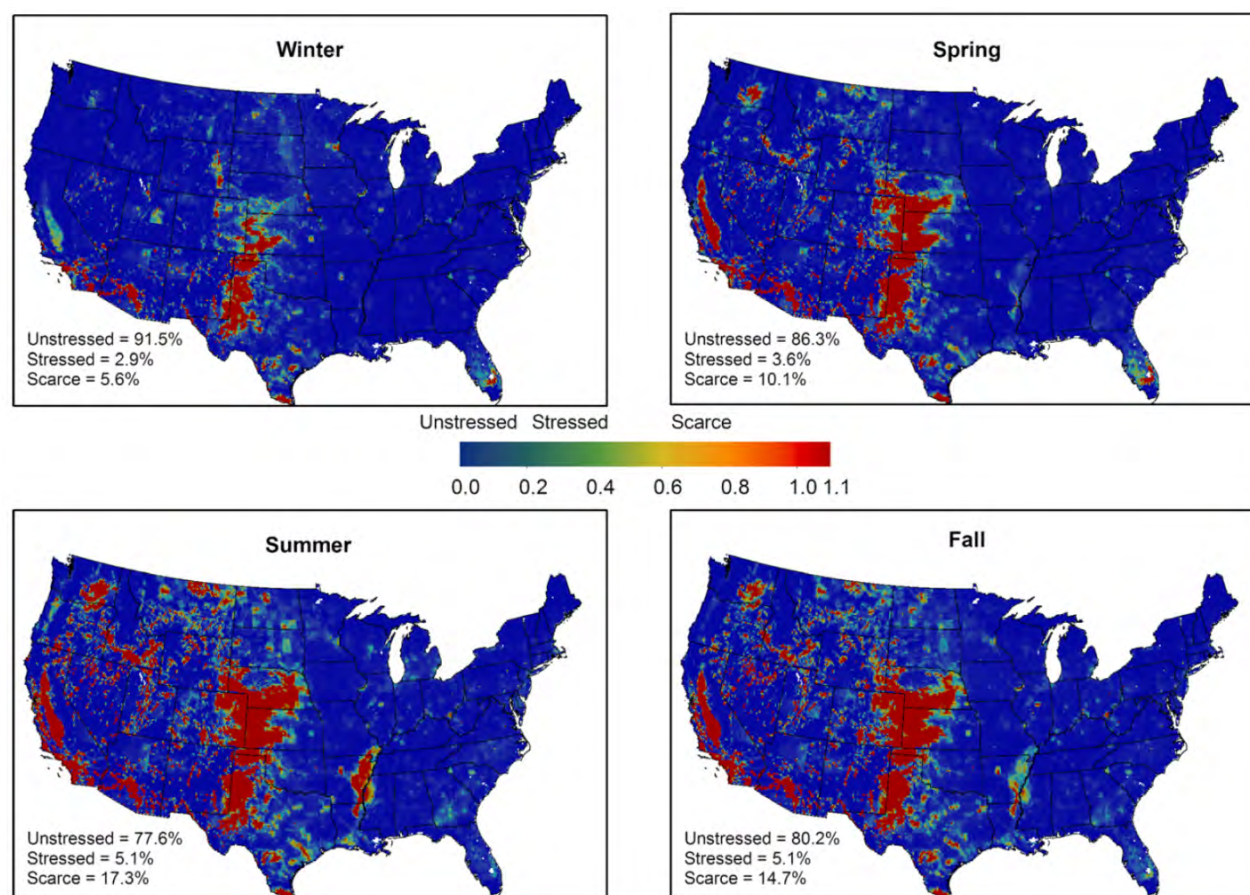 Winter
Unstressed = 91.5%
Stressed = 2.9%
Scarce = 5.6%
Spring
Unstressed = 86.3%
Stressed = 3.6%
Scarce = 10.1%
Unstressed Stressed Scarce
0.0 0.2 0.4 0.6 0.8 1.0 1.1
Summer
Unstressed = 77.6%
Stressed = 5.1%
Scarce = 17.3%
Fall
Unstressed = 80.2%
Stressed = 5.1%
Scarce = 14.7%